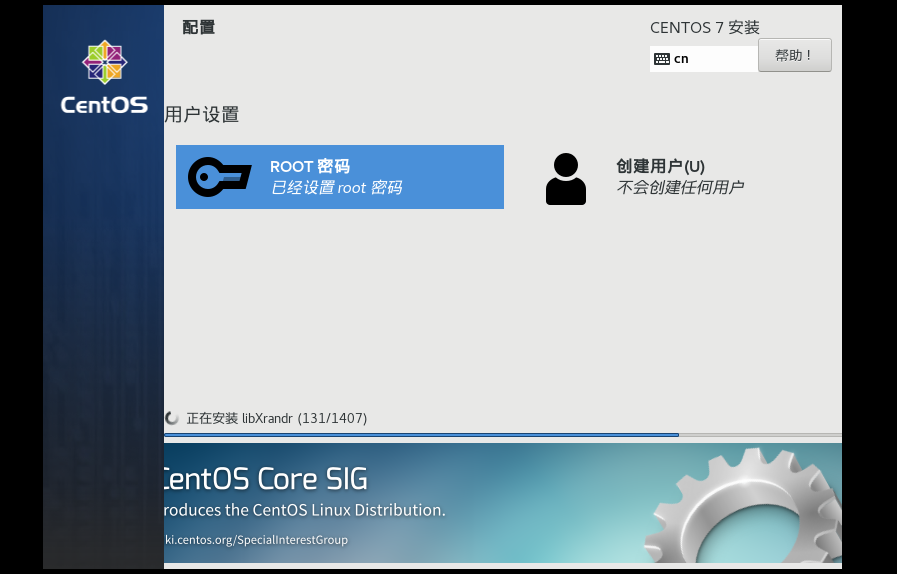 配置
CENTOS 7 安装
cn
帮助！
CentOS
用户设置
ROOT 密码
已经设置 root 密码
创建用户(U)
不会创建任何用户
正在安装 libXrandr (131/1407)
CentOS Core SIG
roduces the CentOS Linux Distribution.
ki.centos.org/SpecialInterestGroup